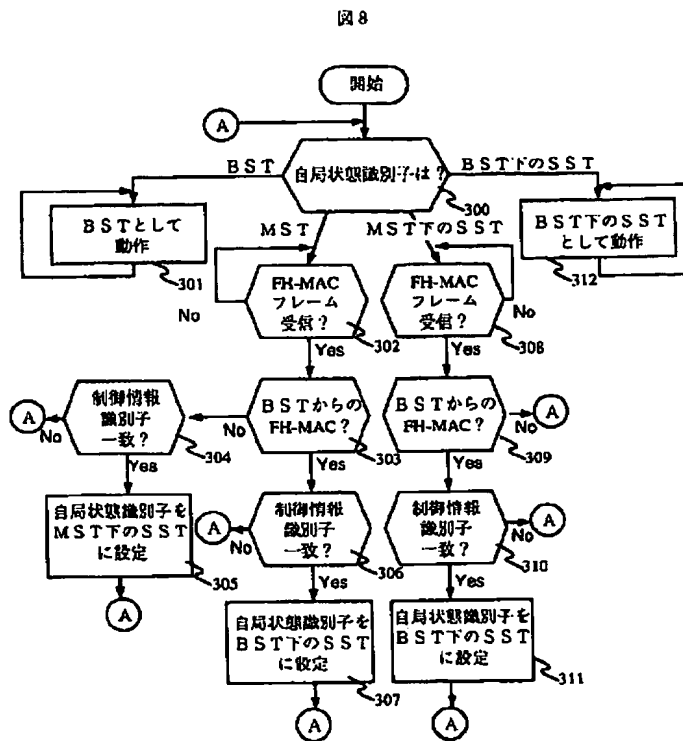 図8
開始
A
自局状態識別子は？
300
BST
BST下のSST
MST
MST下のSST
BSTとして
動作
301
BST下のSST
として動作
312
FH-MAC
フレーム
受信？
302
No
Yes
FH-MAC
フレーム
受信？
308
No
Yes
制御情報
識別子
一致？
304
A
No
Yes
BSTからの
FH-MAC？
303
No
Yes
BSTからの
FH-MAC？
309
No
A
Yes
自局状態識別子を
MST下のSST
に設定
305
A
制御情報
識別子
一致？
306
A
No
Yes
制御情報
識別子
一致？
310
No
A
Yes
自局状態識別子を
BST下のSST
に設定
307
A
自局状態識別子を
BST下のSST
に設定
311
A